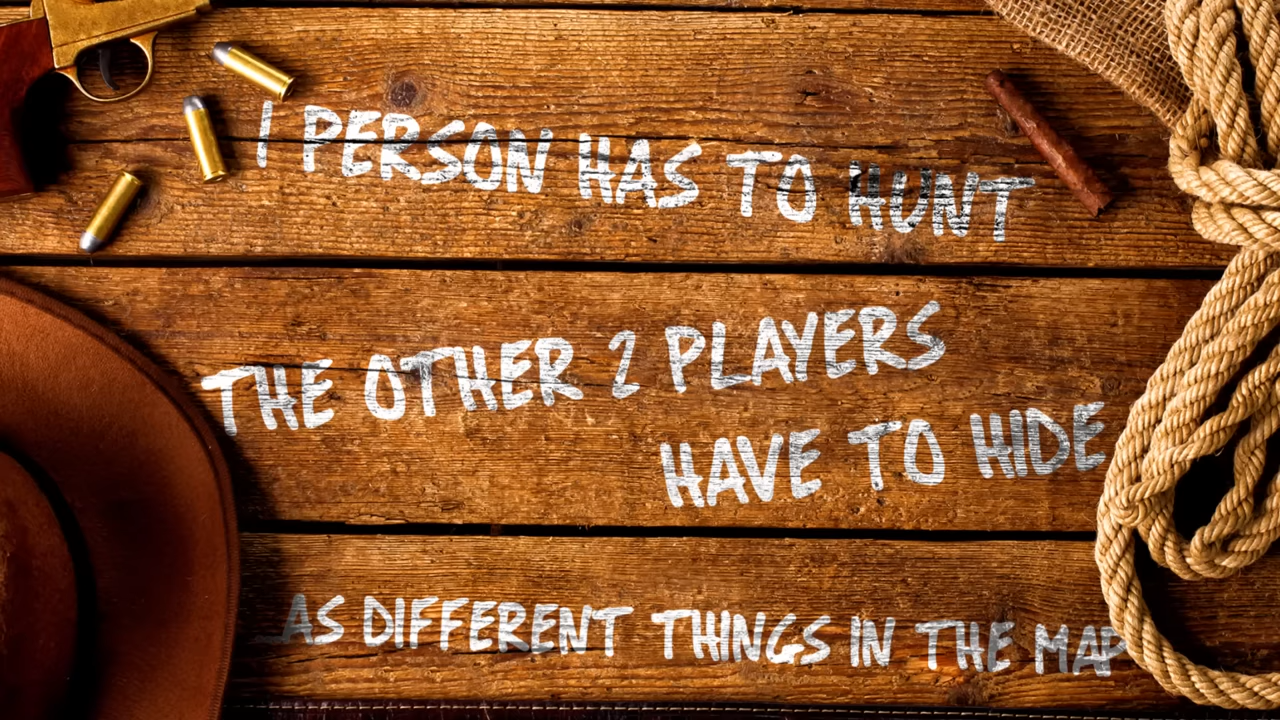 1 PERSON HAS TO HUNT
THE OTHER 2 PLAYERS
HAVE TO HIDE
AS DIFFERENT THINGS IN THE MAP